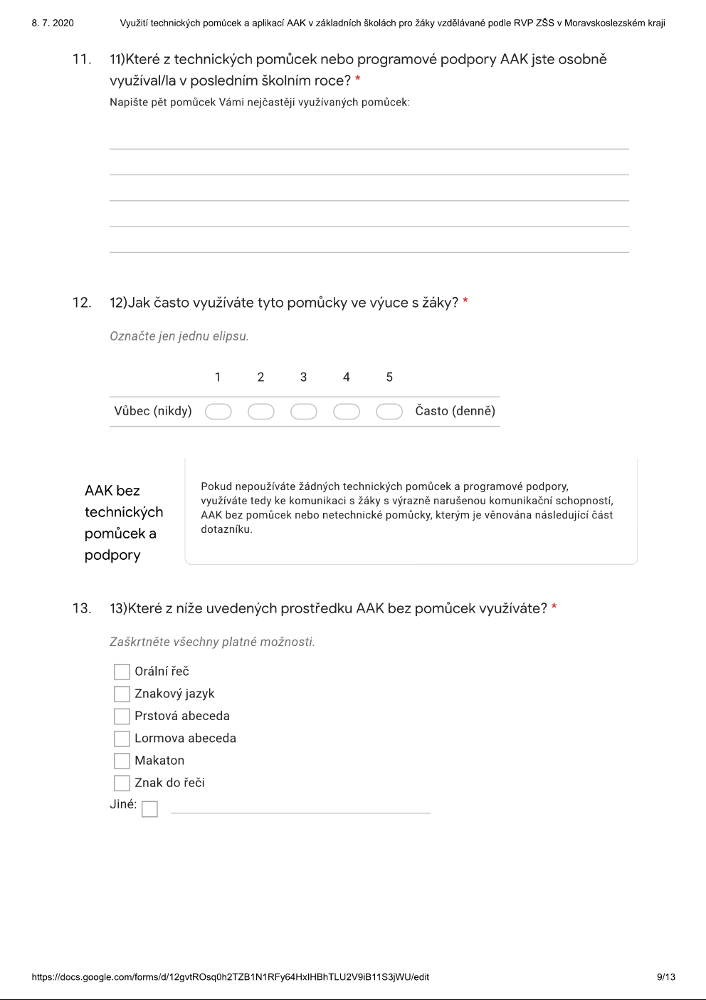 8. 7. 2020 Využití technických pomůcek a aplikací AAK v základních školách pro žáky vzdělávané podle RVP ZŠS v Moravskoslezském kraji
11. 11)Které z technických pomůcek nebo programové podpory AAK jste osobně
využíval/la v posledním školním roce? *
Napište pět pomůcek Vámi nejčastěji využívaných pomůcek:
12. 12)Jak často využíváte tyto pomůcky ve výuce s žáky? *
Označte jen jednu elipsu.
1 2 3 4 5
Vůbec (nikdy) Často (denně)
AAK bez
technických
pomůcek a
podpory
Pokud nepoužíváte žádných technických pomůcek a programové podpory,
využíváte tedy ke komunikaci s žáky s výrazně narušenou komunikační schopností,
AAK bez pomůcek nebo netechnické pomůcky, kterým je věnována následující část
dotazníku.
13. 13)Které z níže uvedených prostředku AAK bez pomůcek využíváte? *
Zaškrtněte všechny platné možnosti.
Orální řeč
Znakový jazyk
Prstová abeceda
Lormova abeceda
Makaton
Znak do řeči
Jiné:
https://docs.google.com/forms/d/12gvtROsq0h2TZB1N1RFy64HxIHBhTLU2V9iB11S3jWU/edit 9/13